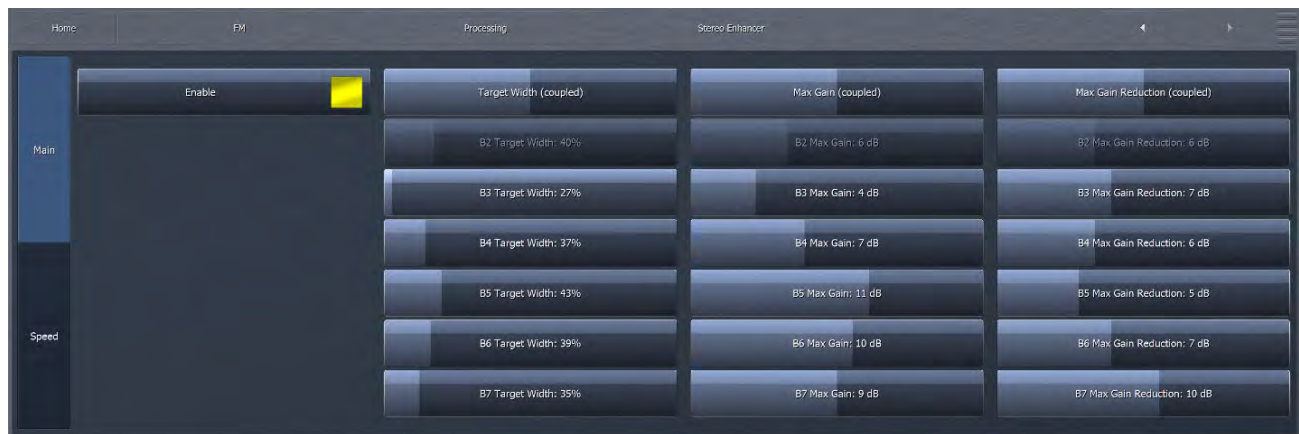 Home FM Processing Stereo Enhancer
Enable Target Width (coupled) Max Gain (coupled) Max Gain Reduction (coupled)
Main B2 Target Width: 40% B2 Max Gain: 6 dB B2 Max Gain Reduction: 6 dB
B3 Target Width: 27% B3 Max Gain: 4 dB B3 Max Gain Reduction: 7 dB
B4 Target Width: 37% B4 Max Gain: 7 dB B4 Max Gain Reduction: 6 dB
B5 Target Width: 43% B5 Max Gain: 11 dB B5 Max Gain Reduction: 5 dB
Speed B6 Target Width: 39% B6 Max Gain: 10 dB B6 Max Gain Reduction: 7 dB
B7 Target Width: 35% B7 Max Gain: 9 dB B7 Max Gain Reduction: 10 dB